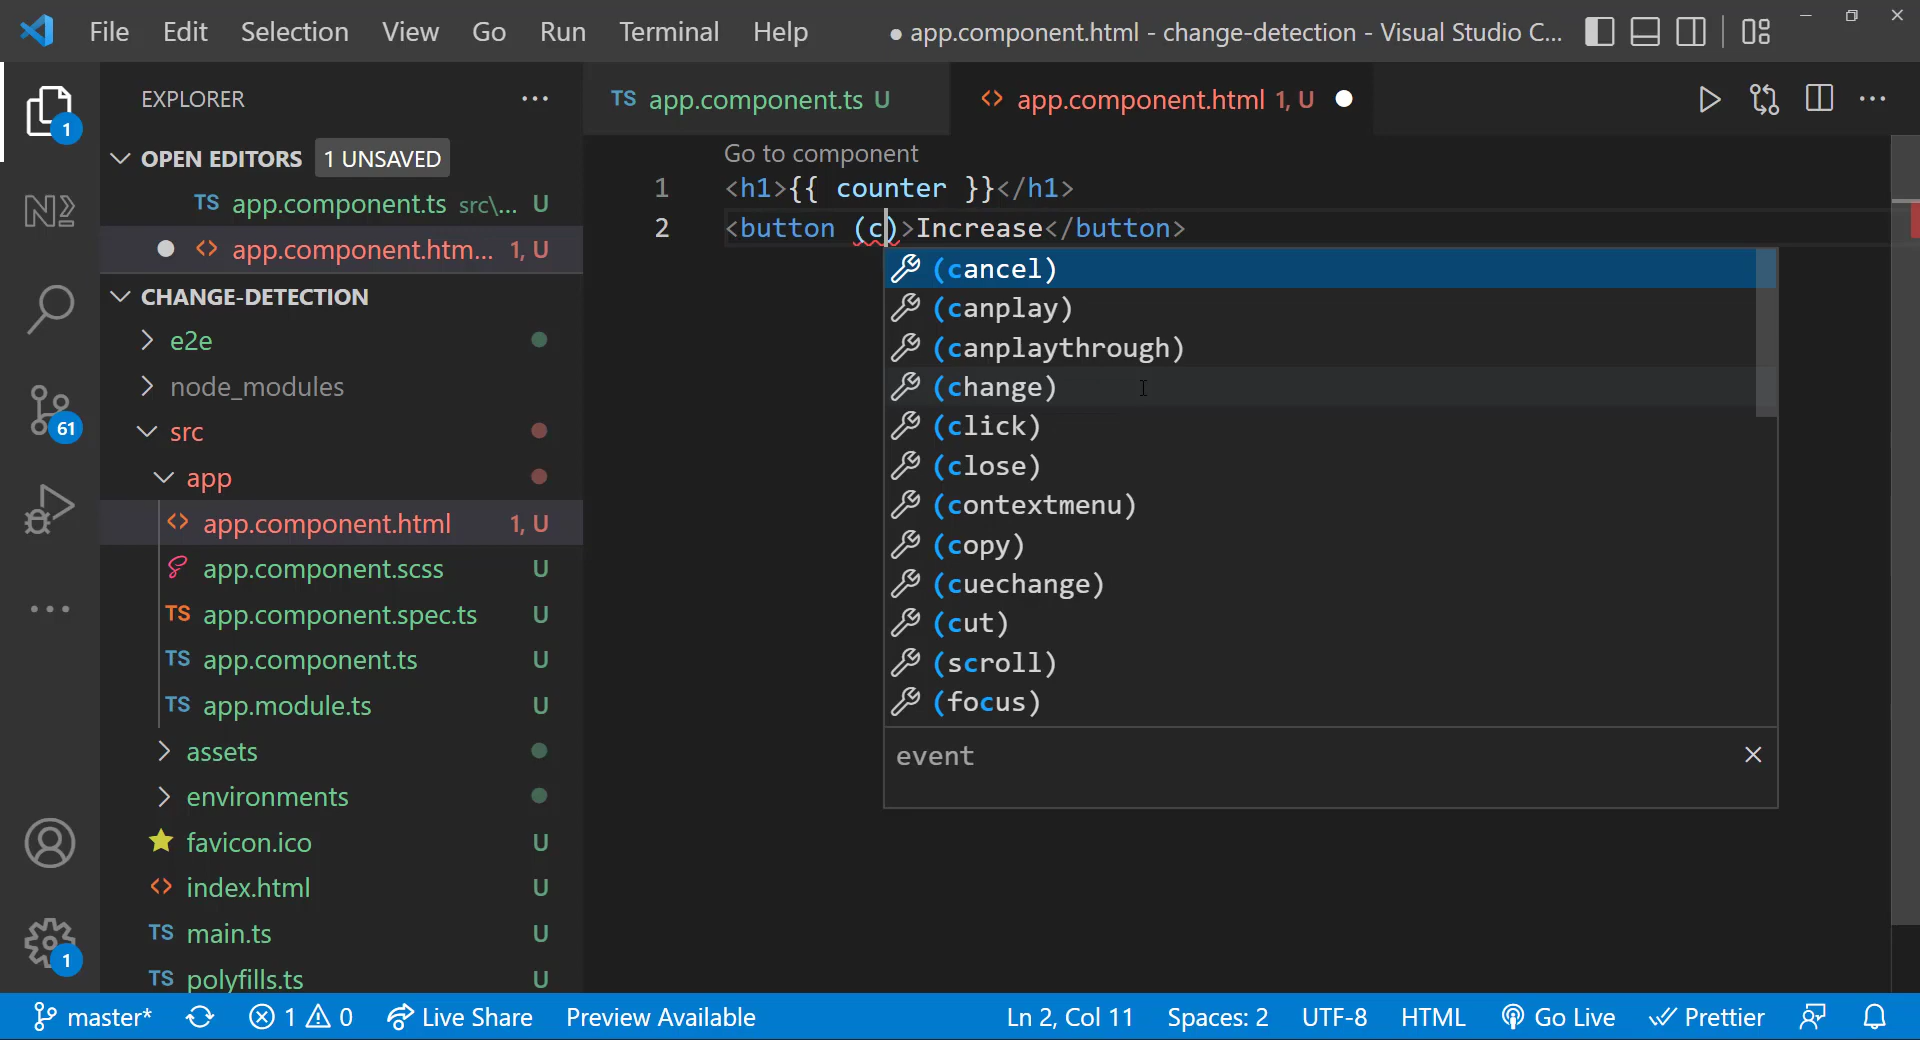 File Edit Selection View Go Run Terminal Help ● app.component.html - change-detection - Visual Studio C...
EXPLORER
OPEN EDITORS 1 UNSAVED
TS app.component.ts src\... U
app.component.htm... 1, U
CHANGE-DETECTION
e2e
node_modules
src
app
app.component.html 1, U
app.component.scss U
TS app.component.spec.ts U
TS app.component.ts U
TS app.module.ts U
assets
environments
favicon.ico U
index.html U
TS main.ts U
TS polyfills.ts U
1
61
1
TS app.component.ts U
app.component.html 1, U
Go to component
1 <h1>{{ counter }}</h1>
2 <button (c)>Increase</button>
(cancel)
(canplay)
(canplaythrough)
(change)
(click)
(close)
(contextmenu)
(copy)
(cuechange)
(cut)
(scroll)
(focus)
event
master* 1 0 Live Share Preview Available Ln 2, Col 11 Spaces: 2 UTF-8 HTML Go Live Prettier